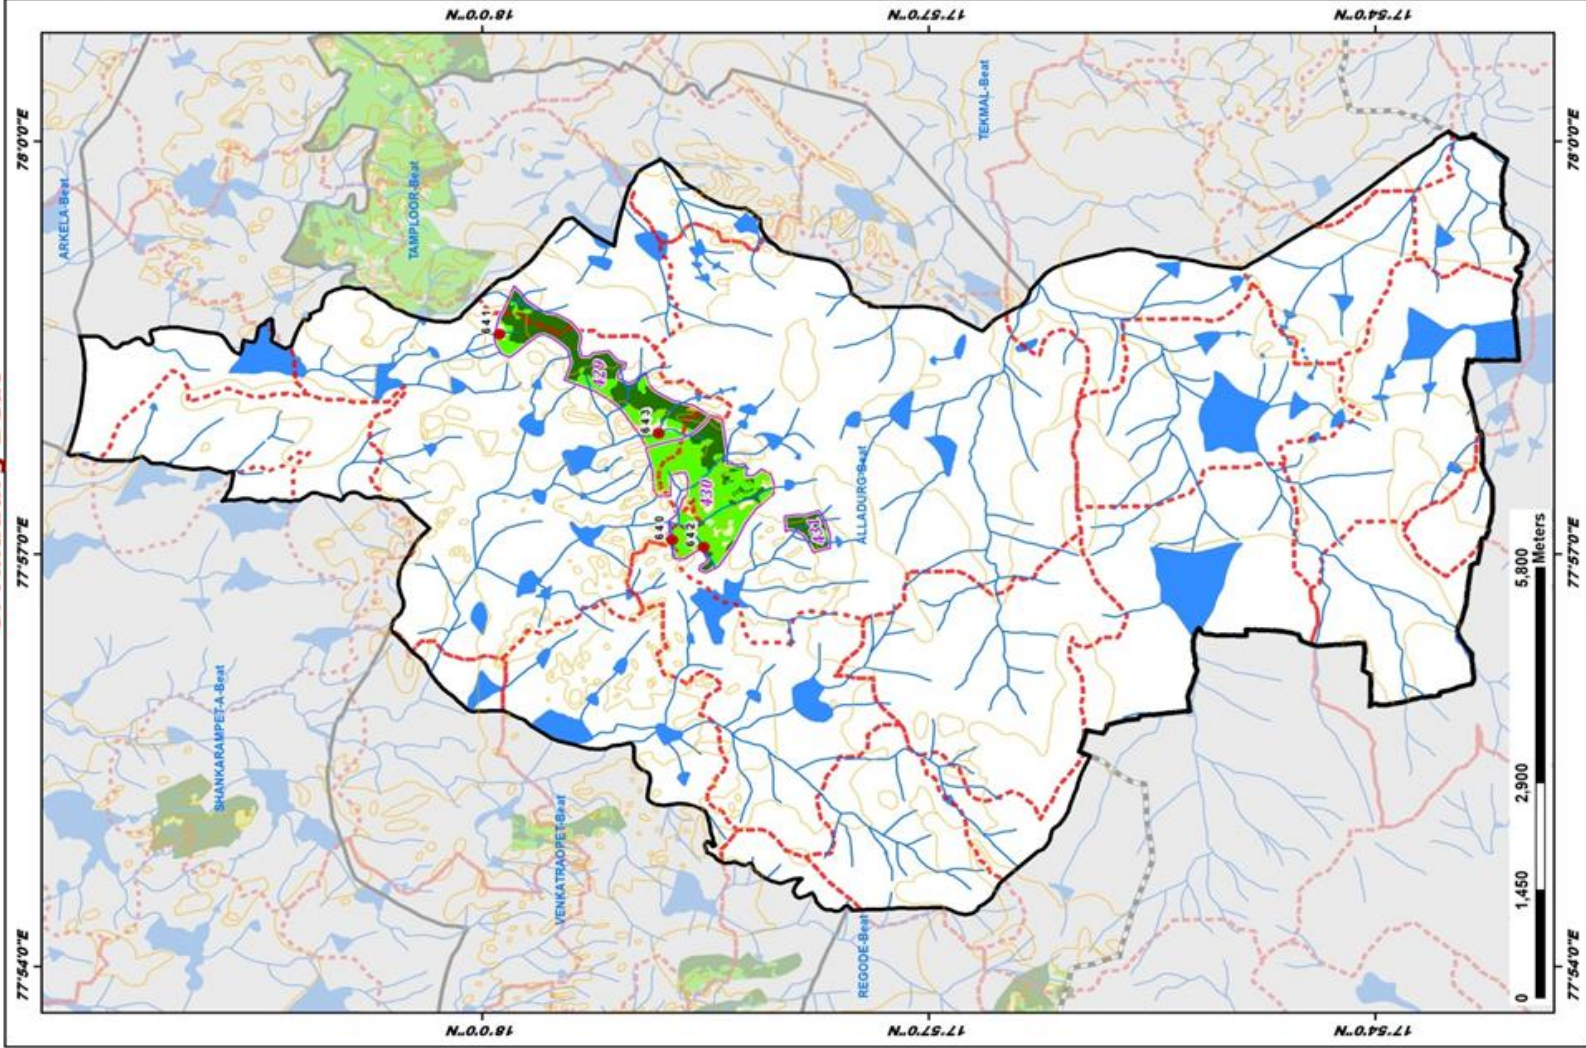 18°0'0"N
17°57'0"N
17°54'0"N
78°0'0"E
78°0'0"E
ARKELA-Beat
TAMPLOOR-Beat
TEKMAL-Beat
641
429
643
430
640
642
431
ALLADURG-Beat
77°57'0"E
77°57'0"E
SHANKARAMPET-A-Beat
VENKATRAOPET-Beat
REGODE-Beat
0
1,450
2,900
5,800
Meters
77°54'0"E
77°54'0"E
18°0'0"N
17°57'0"N
17°54'0"N